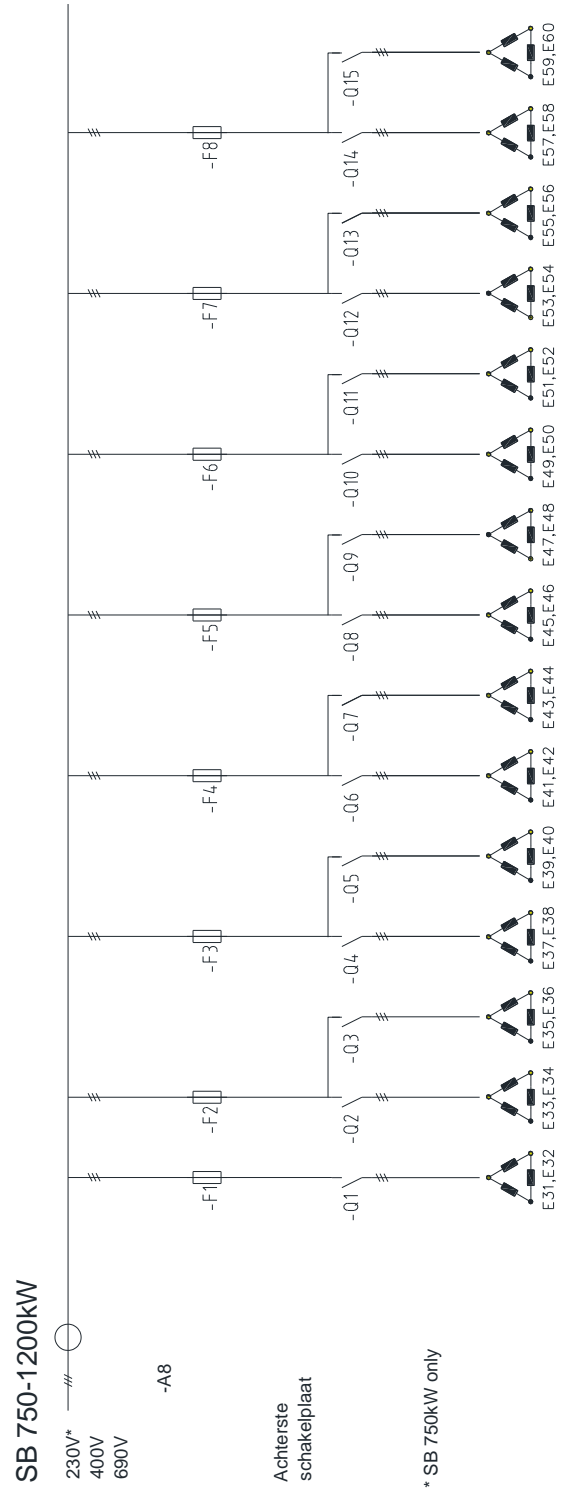 SB 750-1200kW
230V*
400V
690V
-A8
Achterste
schakelplaat
* SB 750kW only
-F1
-F2
-F3
-F4
-F5
-F6
-F7
-F8
-Q1
-Q2
-Q3
-Q4
-Q5
-Q6
-Q7
-Q8
-Q9
-Q10
-Q11
-Q12
-Q13
-Q14
-Q15
E31,E32
E33,E34
E35,E36
E37,E38
E39,E40
E41,E42
E43,E44
E45,E46
E47,E48
E49,E50
E51,E52
E53,E54
E55,E56
E57,E58
E59,E60